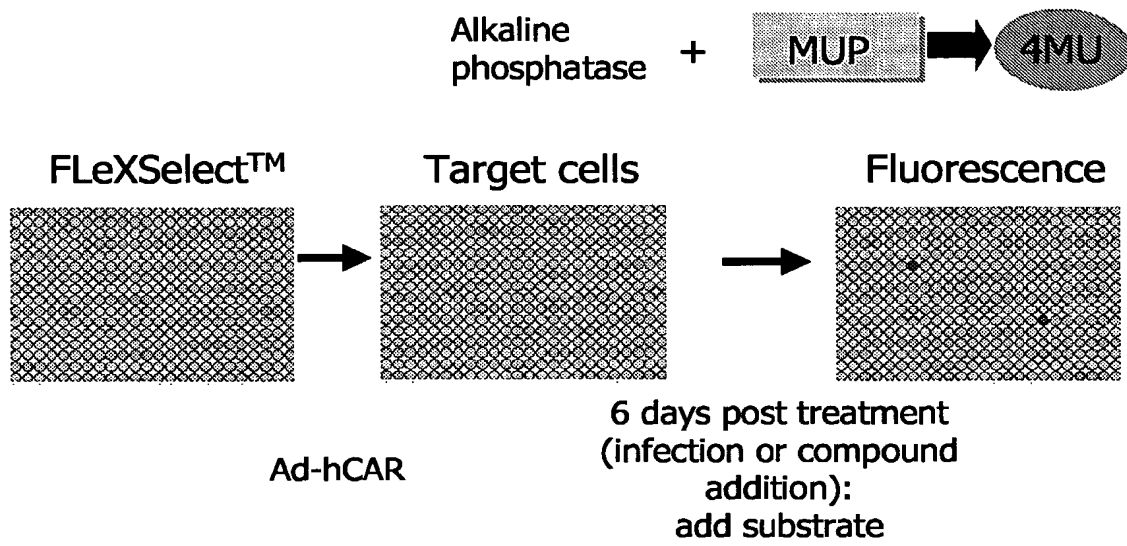 Alkaline
phosphatase
+
MUP
4MU
FLeXSelect™
Target cells
Fluorescence
Ad-hCAR
6 days post treatment
(infection or compound
addition):
add substrate